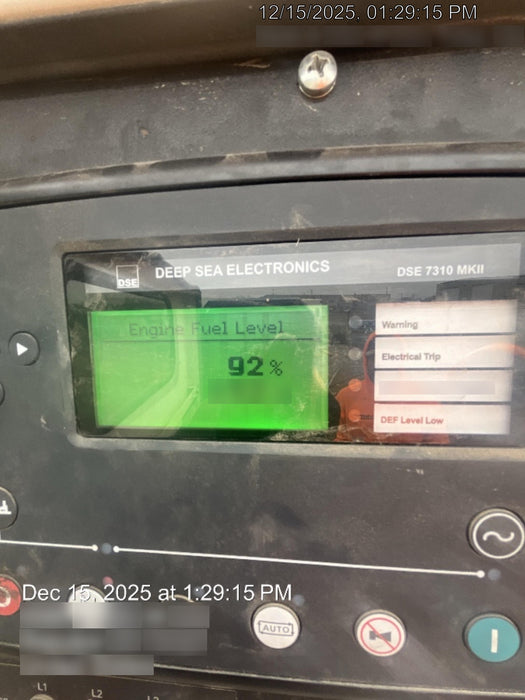 12/15/2025, 01:29:15 PM
DSE
DEEP SEA ELECTRONICS
DSE 7310 MKII
Engine Fuel Level
92 %
Warning
Electrical Trip
DEF Level Low
Dec 15, 2025 at 1:29:15 PM
AUTO
L1
L2
L3